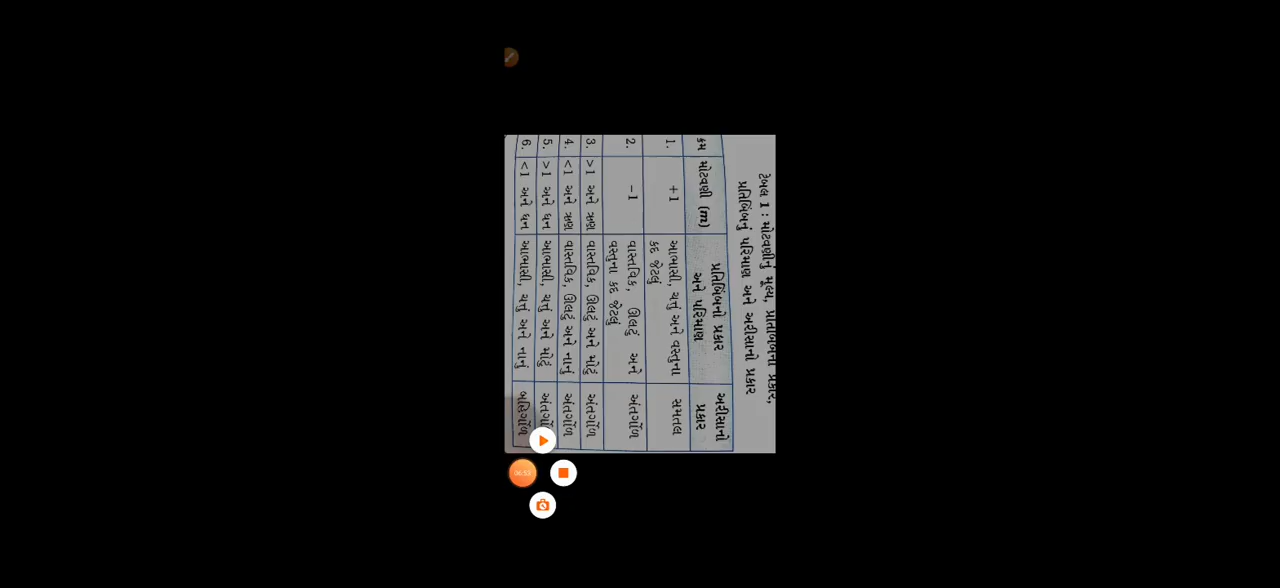 ટેબલ 1 : મોટવણીનું મૂલ્ય, પ્રતિબિંબના પ્રકાર,
પ્રતિબિંબનું પરિમાણ અને અરીસાનો પ્રકાર
ક્રમ મોટવણી (m) પ્રતિબિંબનો પ્રકાર અને પરિમાણ અરીસાનો પ્રકાર
1. +1 આભાસી, ચત્તું અને વસ્તુના કદ જેટલું સમતલ
2. −1 વાસ્તવિક, ઊલટું અને વસ્તુના કદ જેટલું અંતર્ગોળ
3. >1 અને ઋણ વાસ્તવિક, ઊલટું અને મોટું અંતર્ગોળ
4. <1 અને ઋણ વાસ્તવિક, ઊલટું અને નાનું અંતર્ગોળ
5. >1 અને ધન આભાસી, ચત્તું અને મોટું અંતર્ગોળ
6. <1 અને ધન આભાસી, ચત્તું અને નાનું બહિર્ગોળ